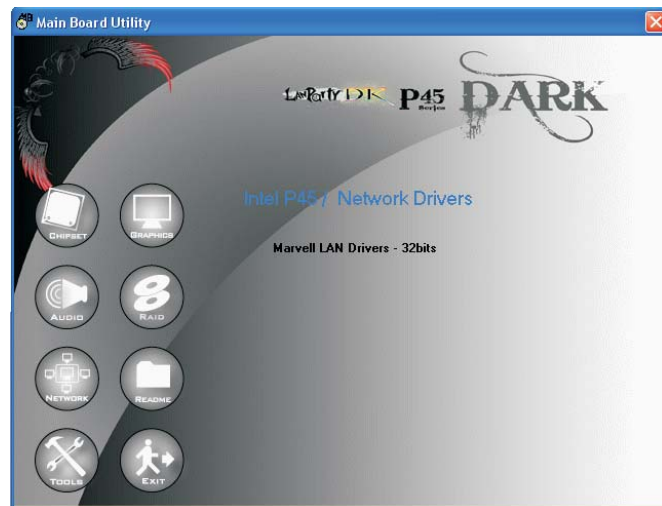 Main Board Utility
LanParty DK P45 Series DARK
Intel P45 / Network Drivers
Marvell LAN Drivers - 32bits
CHIPSET GRAPHICS
AUDIO RAID
NETWORK README
TOOLS EXIT